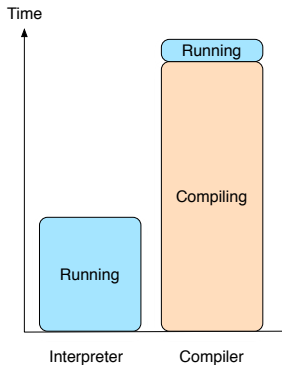 Time
Running
Compiling
Running
Interpreter
Compiler